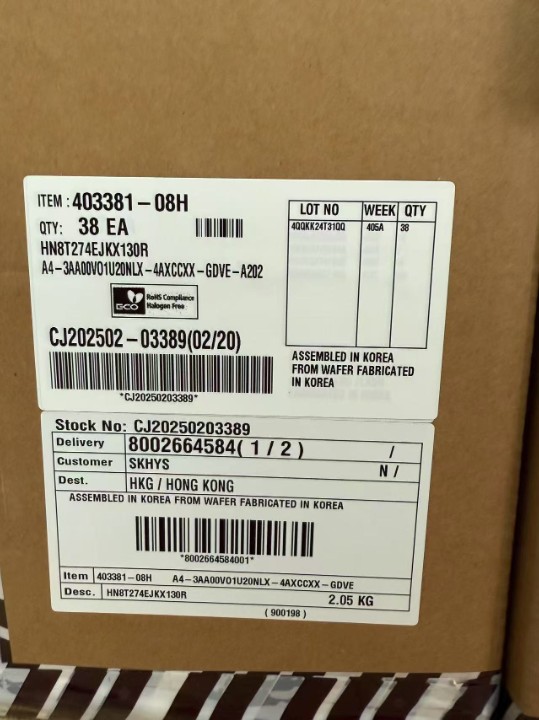 ITEM : 403381-08H
QTY: 38 EA
HN8T274EJKX130R
A4-3AA00V01U20NLX-4AXCCXX-GDVE-A202
ECO
RoHS Compliance
Halogen Free
CJ202502-03389(02/20)
*CJ20250203389*
LOT NO WEEK QTY
4QQKK24T31QQ 405A 38
ASSEMBLED IN KOREA
FROM WAFER FABRICATED
IN KOREA
Stock No: CJ20250203389
Delivery 8002664584( 1 / 2 ) /
Customer SKHYS N /
Dest. HKG / HONG KONG
ASSEMBLED IN KOREA FROM WAFER FABRICATED IN KOREA
*8002664584001*
Item 403381-08H A4-3AA00V01U20NLX-4AXCCXX-GDVE
Desc. HN8T274EJKX130R 2.05 KG
( 900198 )